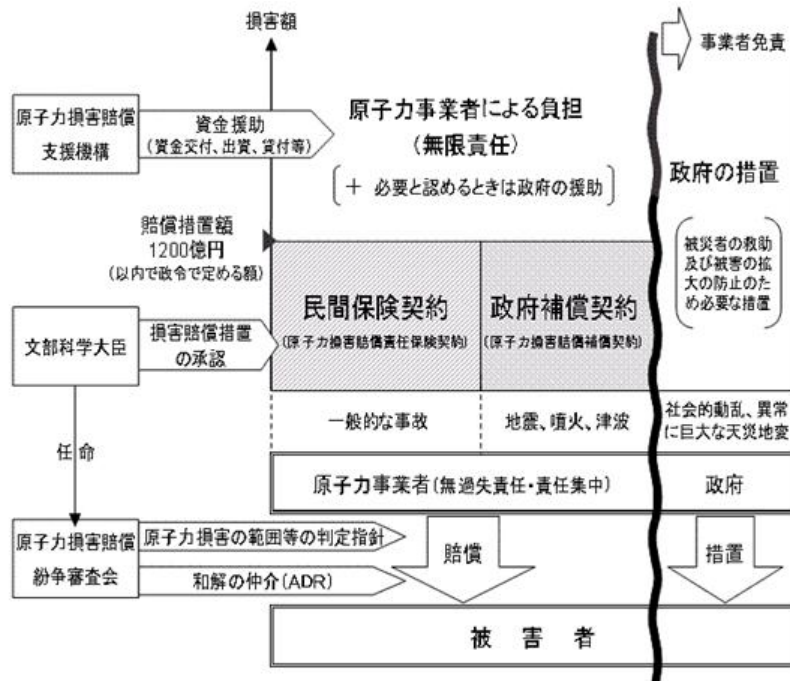 損害額
事業者免責
原子力損害賠償
支援機構
資金援助
(資金交付、出資、貸付等)
原子力事業者による負担
(無限責任)
+ 必要と認めるときは政府の援助
政府の措置
被災者の救助
及び被害の拡
大の防止のた
め必要な措置
賠償措置額
1200億円
(以内で政令で定める額)
民間保険契約
(原子力損害賠償責任保険契約)
政府補償契約
(原子力損害賠償補償契約)
文部科学大臣
損害賠償措置
の承認
一般的な事故
地震、噴火、津波
社会的動乱、異常
に巨大な天災地変
任命
原子力事業者(無過失責任・責任集中)
政府
原子力損害賠償
紛争審査会
原子力損害の範囲等の判定指針
和解の仲介(ADR)
賠償
措置
被害者